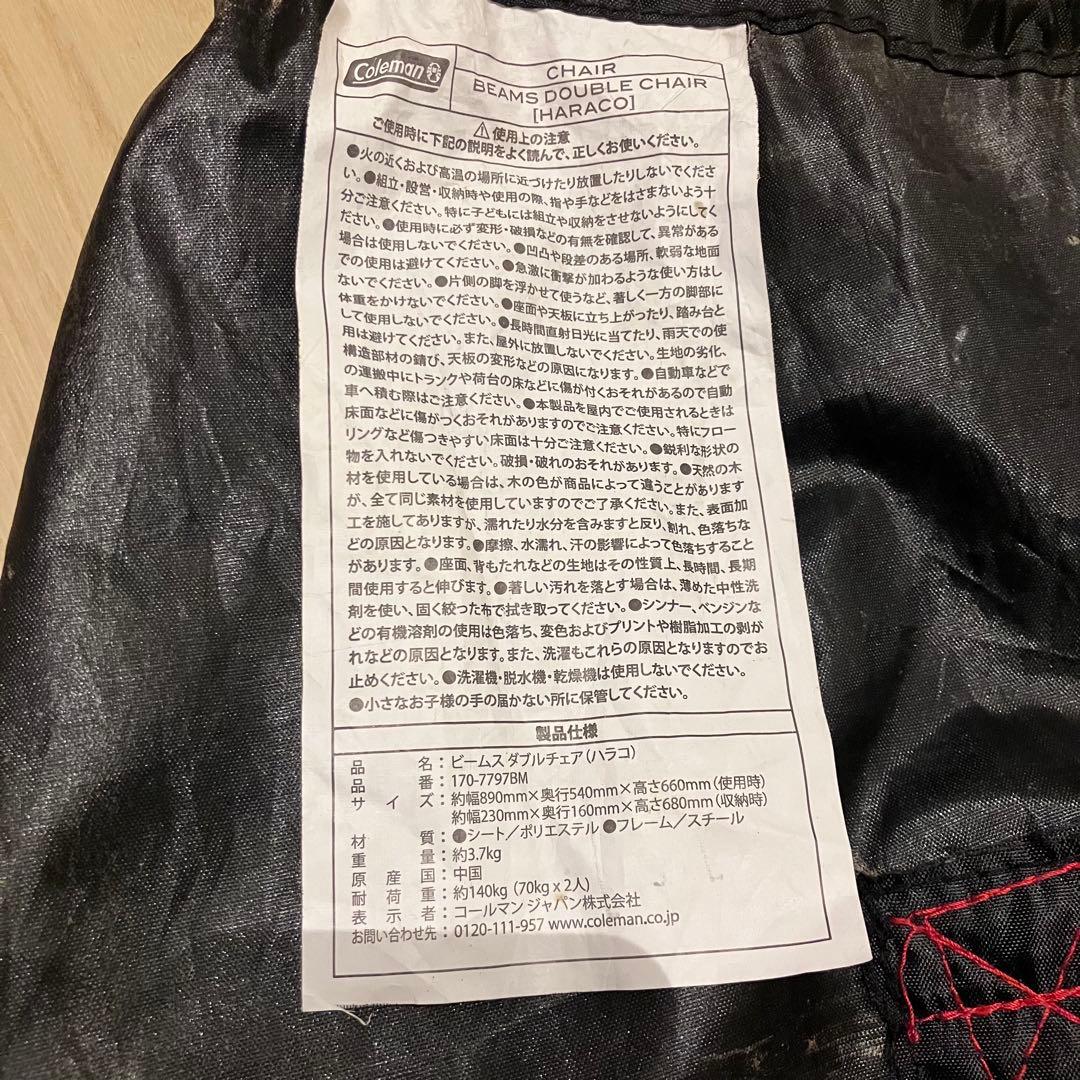 Coleman
CHAIR
BEAMS DOUBLE CHAIR
[HARACO]
⚠使用上の注意
ご使用時に下記の説明をよく読んで、正しくお使いください。
●火の近くおよび高温の場所に近づけたり放置したりしないでくださ
い。●組立・設営・収納時や使用の際、指や手などをはさまないよう十
分ご注意ください。特に子どもには組立や収納をさせないようにしてく
ださい。●使用時に必ず変形・破損などの有無を確認して、異常がある
場合は使用しないでください。●凹凸や段差のある場所、軟弱な地面
での使用は避けてください。●急激に衝撃が加わるような使い方はし
ないでください。●片側の脚を浮かせて使うなど、著しく一方の脚部に
体重をかけないでください。●座面や天板に立ち上がったり、踏み台と
して使用しないでください。●長時間直射日光に当てたり、雨天での使
用は避けてください。また、屋外に放置しないでください。生地の劣化、
構造部材の錆び、天板の変形などの原因になります。●自動車などで
の運搬中にトランクや荷台の床などに傷が付くおそれがあるので自動
車へ積む際はご注意ください。●本製品を屋内でご使用されるときは
床面などに傷がつくおそれがありますのでご注意ください。特にフロー
リングなど傷つきやすい床面は十分ご注意ください。●鋭利な形状の
物を入れないでください。破損・破れのおそれがあります。●天然の木
材を使用している場合は、木の色が商品によって違うことがあります
が、全て同じ素材を使用していますのでご了承ください。また、表面加
工を施してありますが、濡れたり水分を含みますと反り、割れ、色落ちな
どの原因となります。●摩擦、水濡れ、汗の影響によって色落ちすること
があります。●座面、背もたれなどの生地はその性質上、長時間、長期
間使用すると伸びます。●著しい汚れを落とす場合は、薄めた中性洗
剤を使い、固く絞った布で拭き取ってください。●シンナー、ベンジンな
どの有機溶剤の使用は色落ち、変色およびプリントや樹脂加工の剥が
れなどの原因となります。また、洗濯もこれらの原因となりますのでお
止めください。●洗濯機・脱水機・乾燥機は使用しないでください。
●小さなお子様の手の届かない所に保管してください。
製品仕様
品名：ビームス ダブルチェア（ハラコ）
品番：170-7797BM
サイズ：約幅890mm×奥行540mm×高さ660mm（使用時）
約幅230mm×奥行160mm×高さ680mm（収納時）
材質：●シート／ポリエステル ●フレーム／スチール
重量：約3.7kg
原産国：中国
耐荷重：約140kg（70kg x 2人）
表示者：コールマン ジャパン株式会社
お問い合わせ先：0120-111-957 www.coleman.co.jp